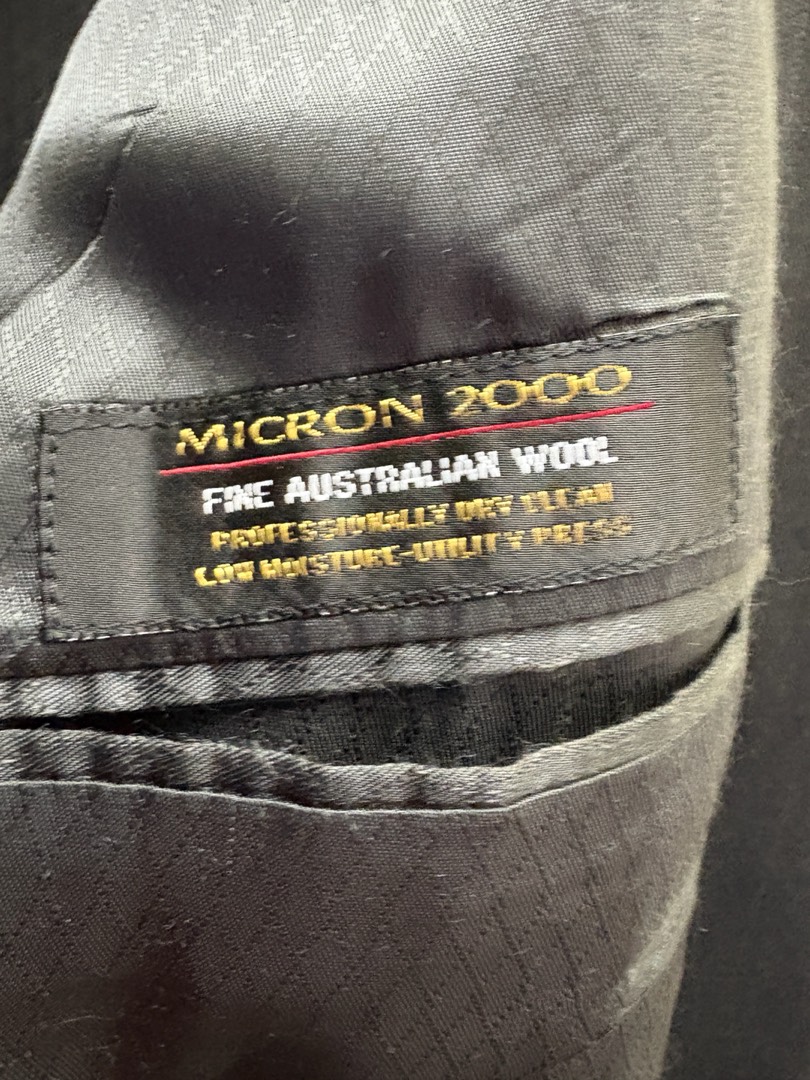 MICRON 2000
FINE AUSTRALIAN WOOL
PROFESSIONALLY DRY CLEAN
LOW MOISTURE-UTILITY PRESS